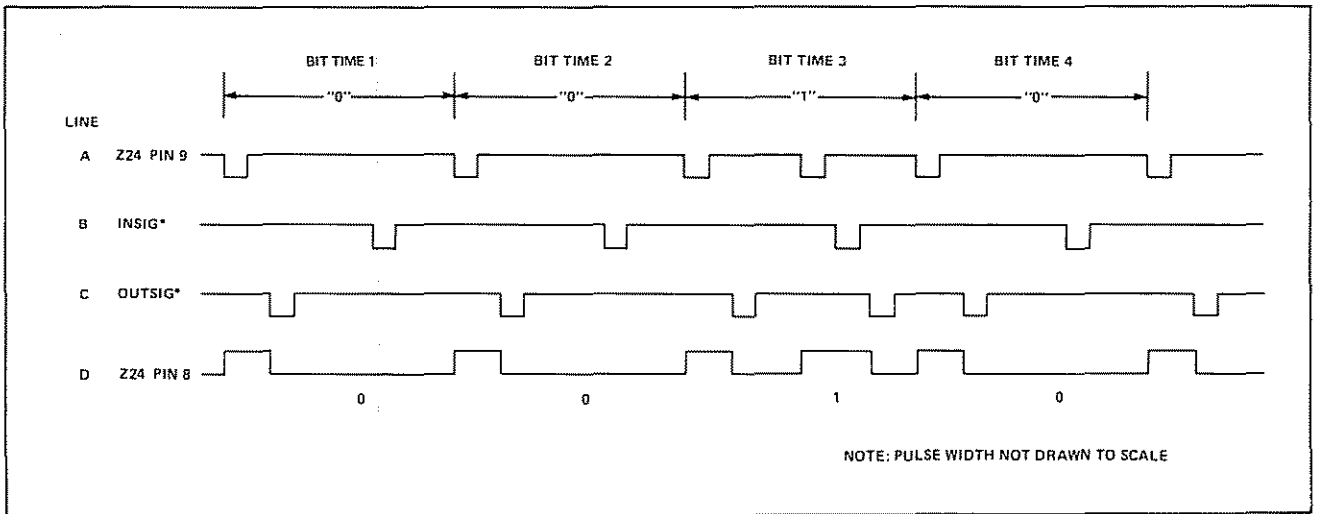 BIT TIME 1 BIT TIME 2 BIT TIME 3 BIT TIME 4
"0" "0" "1" "0"
LINE
A Z24 PIN 9
B INSIG*
C OUTSIG*
D Z24 PIN 8
0 0 1 0
NOTE: PULSE WIDTH NOT DRAWN TO SCALE